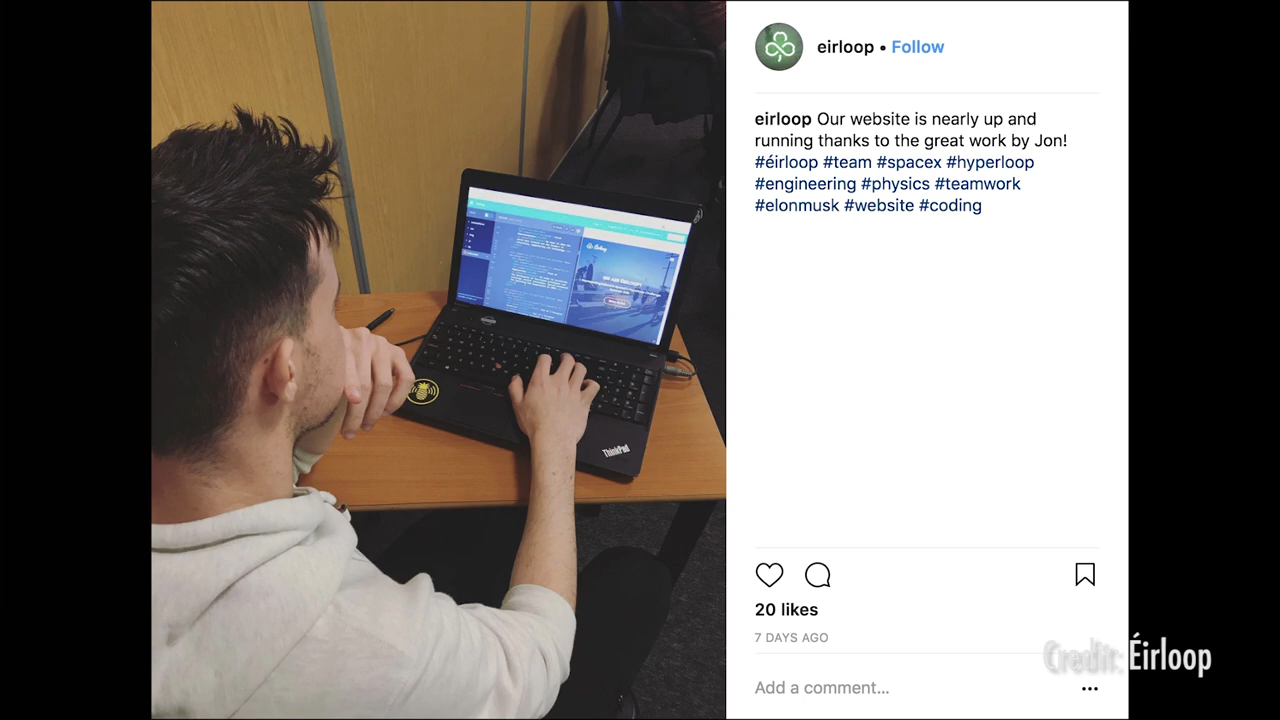 eirloop • Follow
eirloop Our website is nearly up and
running thanks to the great work by Jon!
#éirloop #team #spacex #hyperloop
#engineering #physics #teamwork
#elonmusk #website #coding
ThinkPad
20 likes
7 DAYS AGO
Credit: Éirloop
Add a comment...